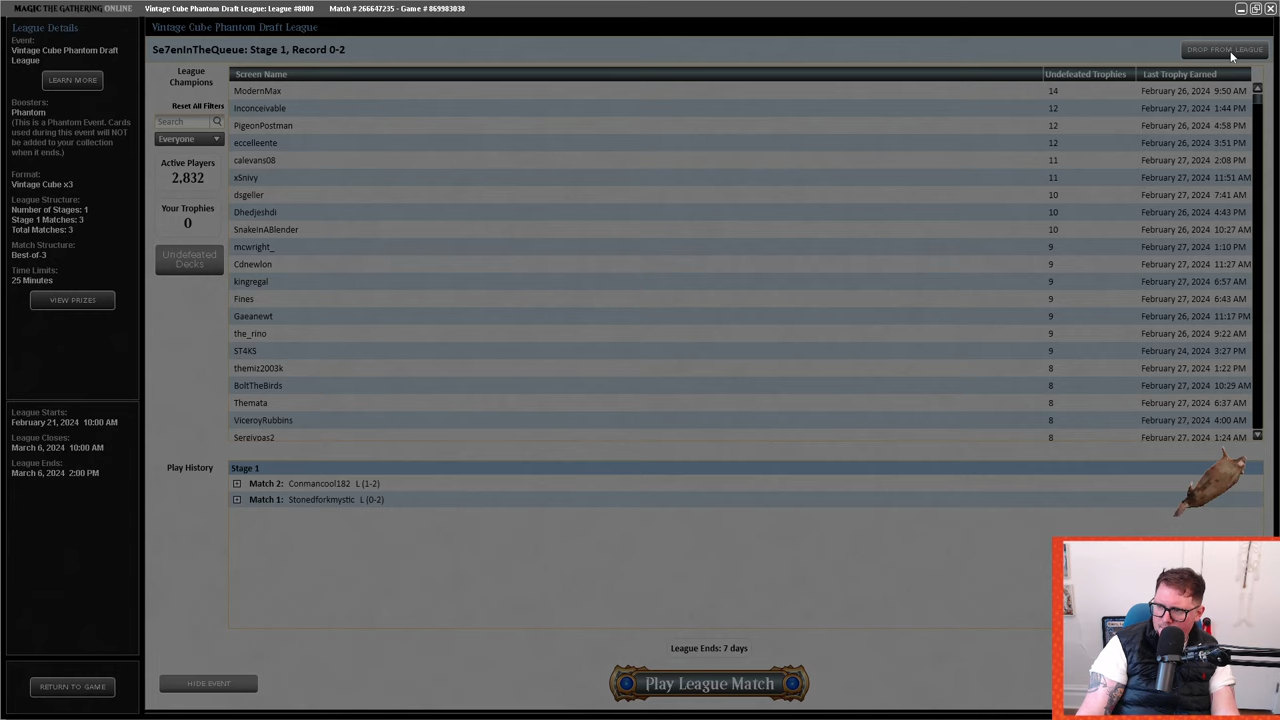 MAGIC THE GATHERING ONLINE
Vintage Cube Phantom Draft League: League #8000
Match # 266647235 - Game # 869983038
League Details
Event:
Vintage Cube Phantom Draft
League
LEARN MORE
Boosters:
Phantom
(This is a Phantom Event. Cards
used during this event will NOT
be added to your collection
when it ends.)
Format:
Vintage Cube x3
League Structure:
Number of Stages: 1
Stage 1 Matches: 3
Total Matches: 3
Match Structure:
Best-of-3
Time Limits:
25 Minutes
VIEW PRIZES
League Starts:
February 21, 2024 10:00 AM
League Closes:
March 6, 2024 10:00 AM
League Ends:
March 6, 2024 2:00 PM
RETURN TO GAME
Vintage Cube Phantom Draft League
Se7enInTheQueue: Stage 1, Record 0-2
DROP FROM LEAGUE
League
Champions
Reset All Filters
Search
Everyone
Active Players
2,832
Your Trophies
0
Undefeated
Decks
Screen Name Undefeated Trophies Last Trophy Earned
ModernMax 14 February 26, 2024 9:50 AM
Inconceivable 12 February 26, 2024 1:44 PM
PigeonPostman 12 February 26, 2024 4:58 PM
eccelleente 12 February 26, 2024 3:51 PM
calevans08 11 February 27, 2024 2:08 PM
xSnivy 11 February 27, 2024 11:51 AM
dsgeller 10 February 27, 2024 7:41 AM
Dhedjeshdi 10 February 26, 2024 4:43 PM
SnakeInABlender 10 February 26, 2024 10:27 AM
mcwright_ 9 February 27, 2024 1:10 PM
Cdnewlon 9 February 27, 2024 11:27 AM
kingregal 9 February 27, 2024 6:57 AM
Fines 9 February 27, 2024 6:43 AM
Gaeanewt 9 February 26, 2024 11:17 PM
the_rino 9 February 26, 2024 9:22 AM
ST4KS 9 February 24, 2024 3:27 PM
themiz2003k 8 February 27, 2024 1:22 PM
BoltTheBirds 8 February 27, 2024 10:29 AM
Themata 8 February 27, 2024 6:37 AM
ViceroyRubbins 8 February 27, 2024 4:00 AM
Sergivoas2 8 February 27, 2024 1:24 AM
Play History
Stage 1
Match 2: Conmancool182 L (1-2)
Match 1: Stonedforkmystic L (0-2)
League Ends: 7 days
HIDE EVENT
Play League Match